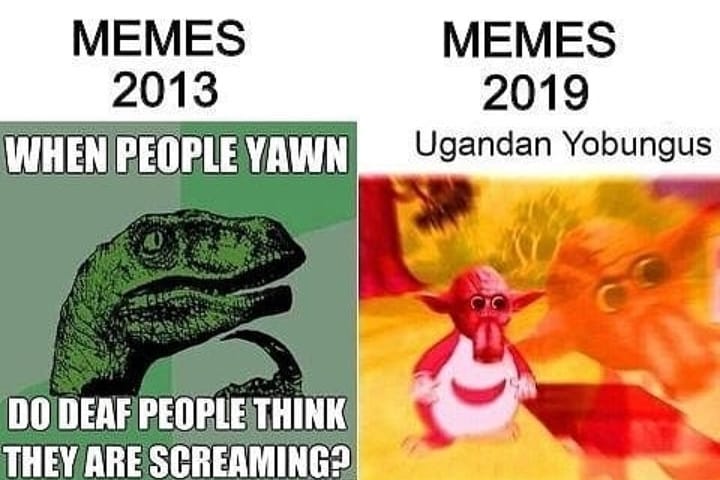 MEMES
2013
WHEN PEOPLE YAWN
DO DEAF PEOPLE THINK
THEY ARE SCREAMING?
MEMES
2019
Ugandan Yobungus